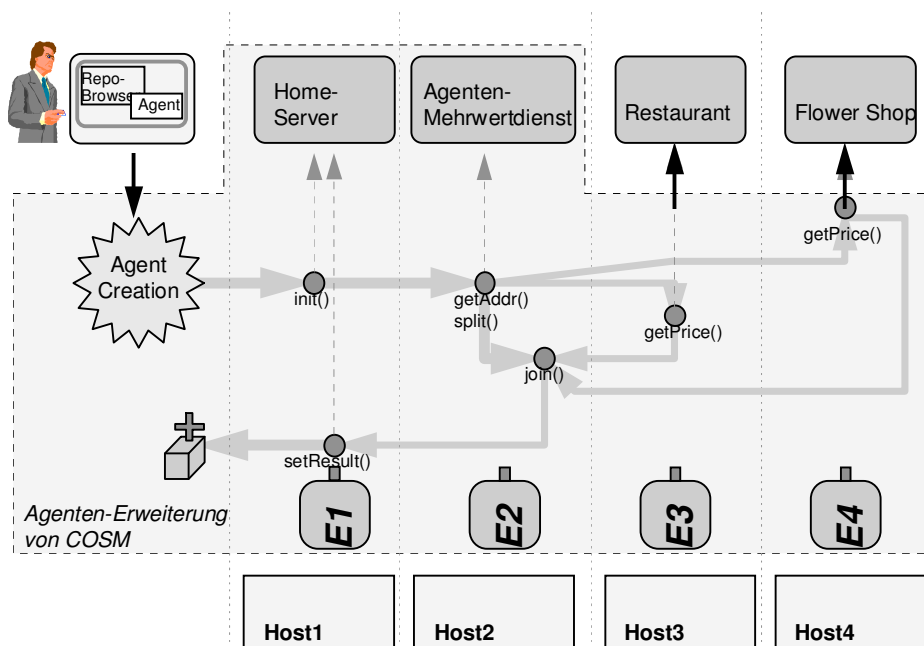 Repo-
Browser
Agent
Home-
Server
Agenten-
Mehrwertdienst
Restaurant
Flower Shop
Agent
Creation
init()
getAddr()
split()
getPrice()
getPrice()
join()
setResult()
Agenten-Erweiterung
von COSM
E1
E2
E3
E4
Host1
Host2
Host3
Host4